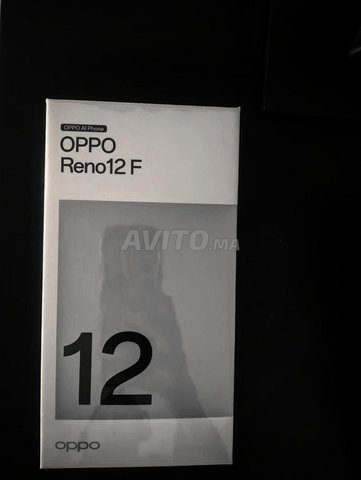 OPPO AI Phone
OPPO
Reno12 F
AVITO.MA
12
oppo